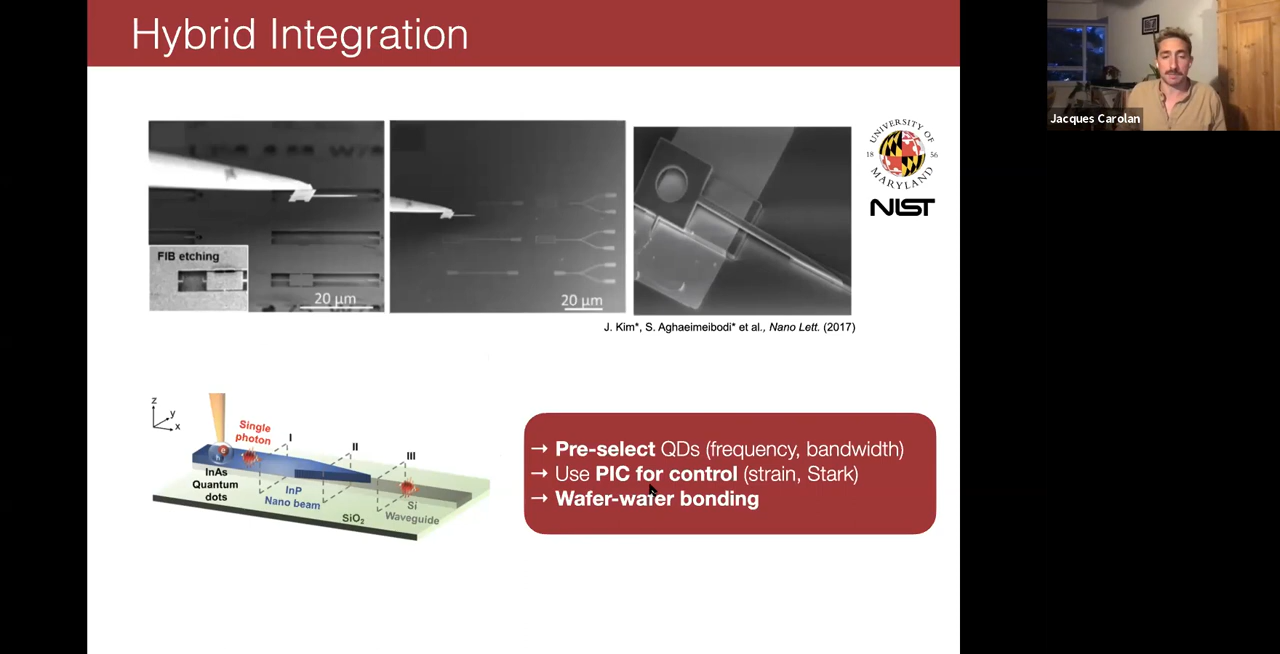 Hybrid Integration
Jacques Carolan
UNIVERSITY OF
18 56
MARYLAND
NIST
FIB etching
20 µm
20 µm
J. Kim*, S. Aghaeimeibodi* et al., Nano Lett. (2017)
z
y
x
Single
photon
I
II
III
e
h
InAs
Quantum
dots
InP
Nano beam
SiO₂
Si
Waveguide
→ Pre-select QDs (frequency, bandwidth)
→ Use PIC for control (strain, Stark)
→ Wafer-wafer bonding